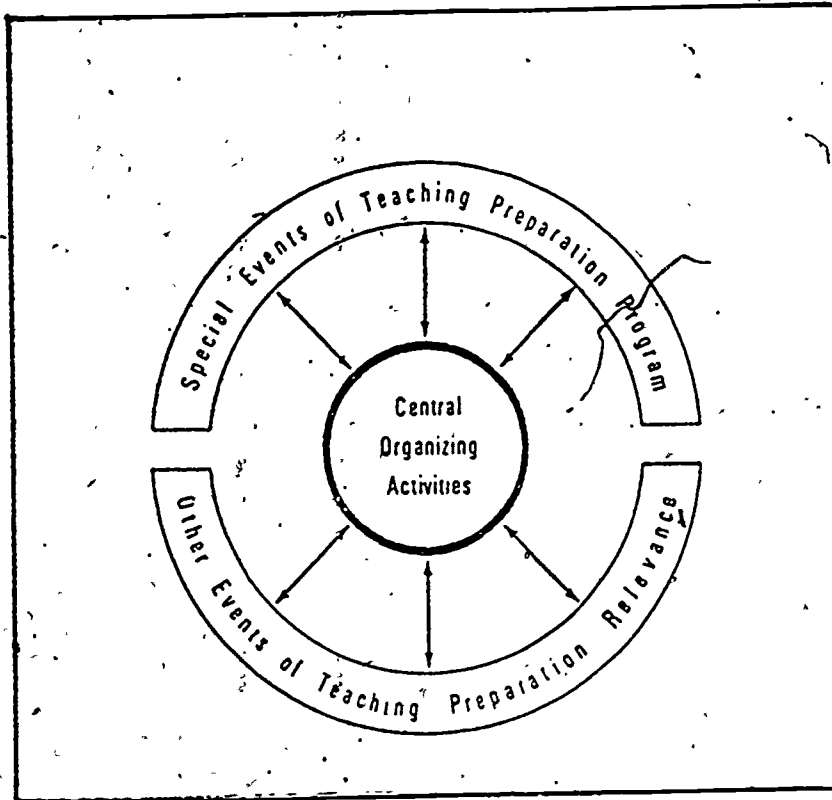 Special Events of Teaching Preparation Program
Central
Organizing
Activities
Other Events of Teaching Preparation Relevance